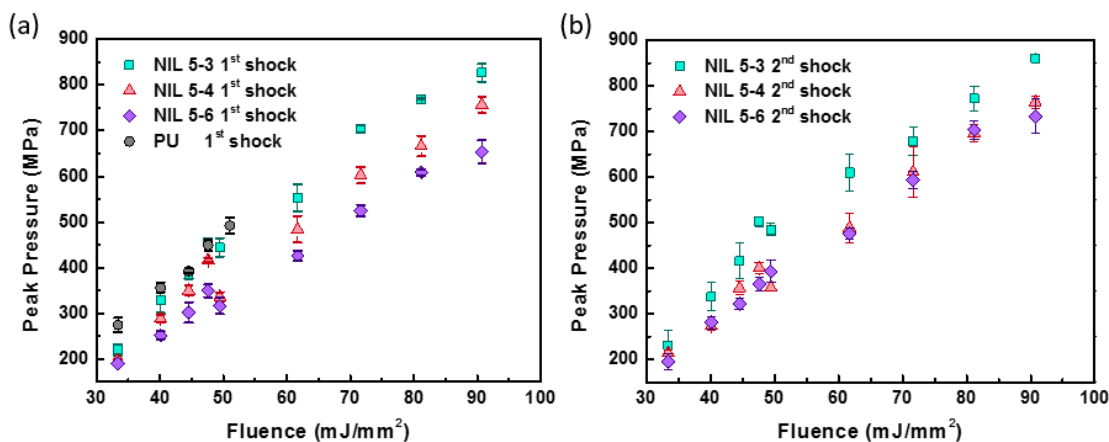 (a)
900
800
700
600
500
400
300
200
Peak Pressure (MPa)
NIL 5-3 1st shock
NIL 5-4 1st shock
NIL 5-6 1st shock
PU 1st shock
30 40 50 60 70 80 90 100
Fluence (mJ/mm2)
(b)
900
800
700
600
500
400
300
200
Peak Pressure (MPa)
NIL 5-3 2nd shock
NIL 5-4 2nd shock
NIL 5-6 2nd shock
30 40 50 60 70 80 90 100
Fluence (mJ/mm2)